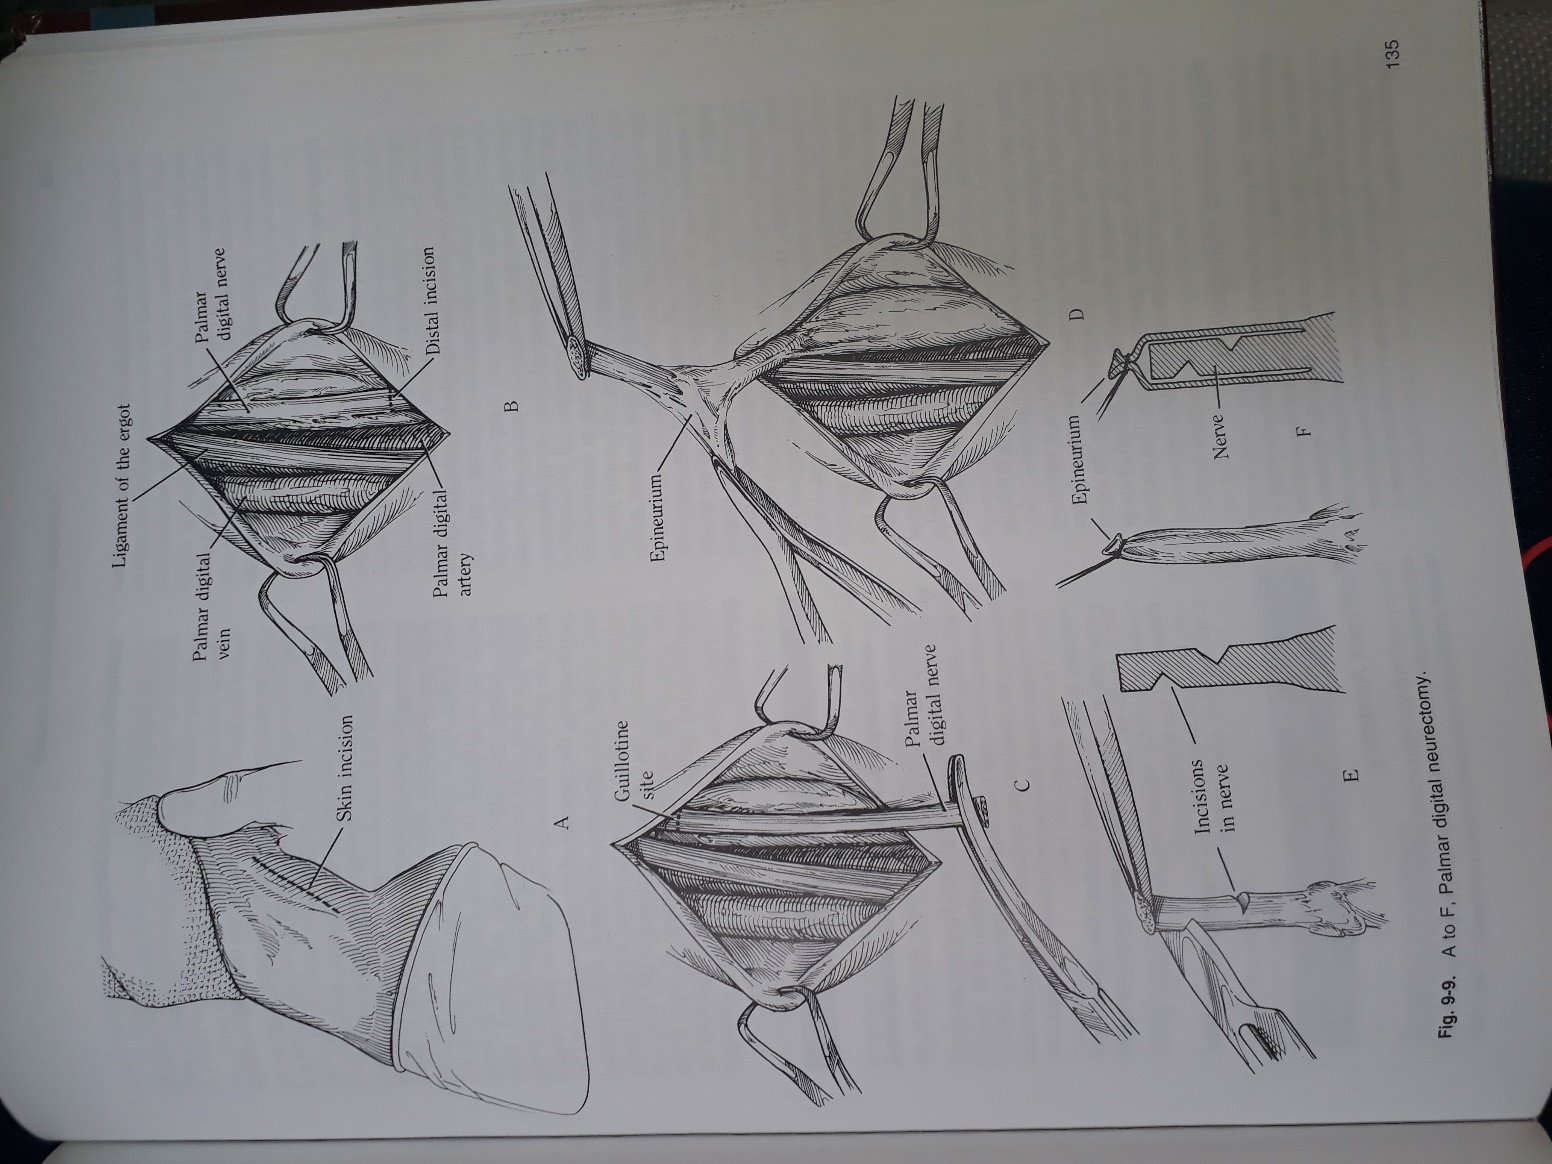 Skin incision
A
Ligament of the ergot
Palmar
digital nerve
Palmar digital
vein
Palmar digital
artery
Distal incision
B
Guillotine
site
Palmar
digital nerve
C
Epineurium
D
Incisions
in nerve
E
Epineurium
Nerve
F
Fig. 9-9. A to F, Palmar digital neurectomy.
135